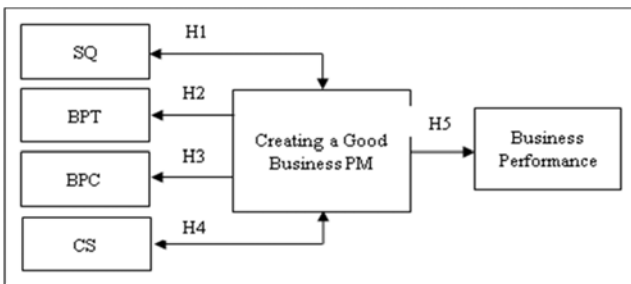 H1
SQ
H2
BPT
Creating a Good
Business PM
H5
Business
Performance
H3
BPC
H4
CS